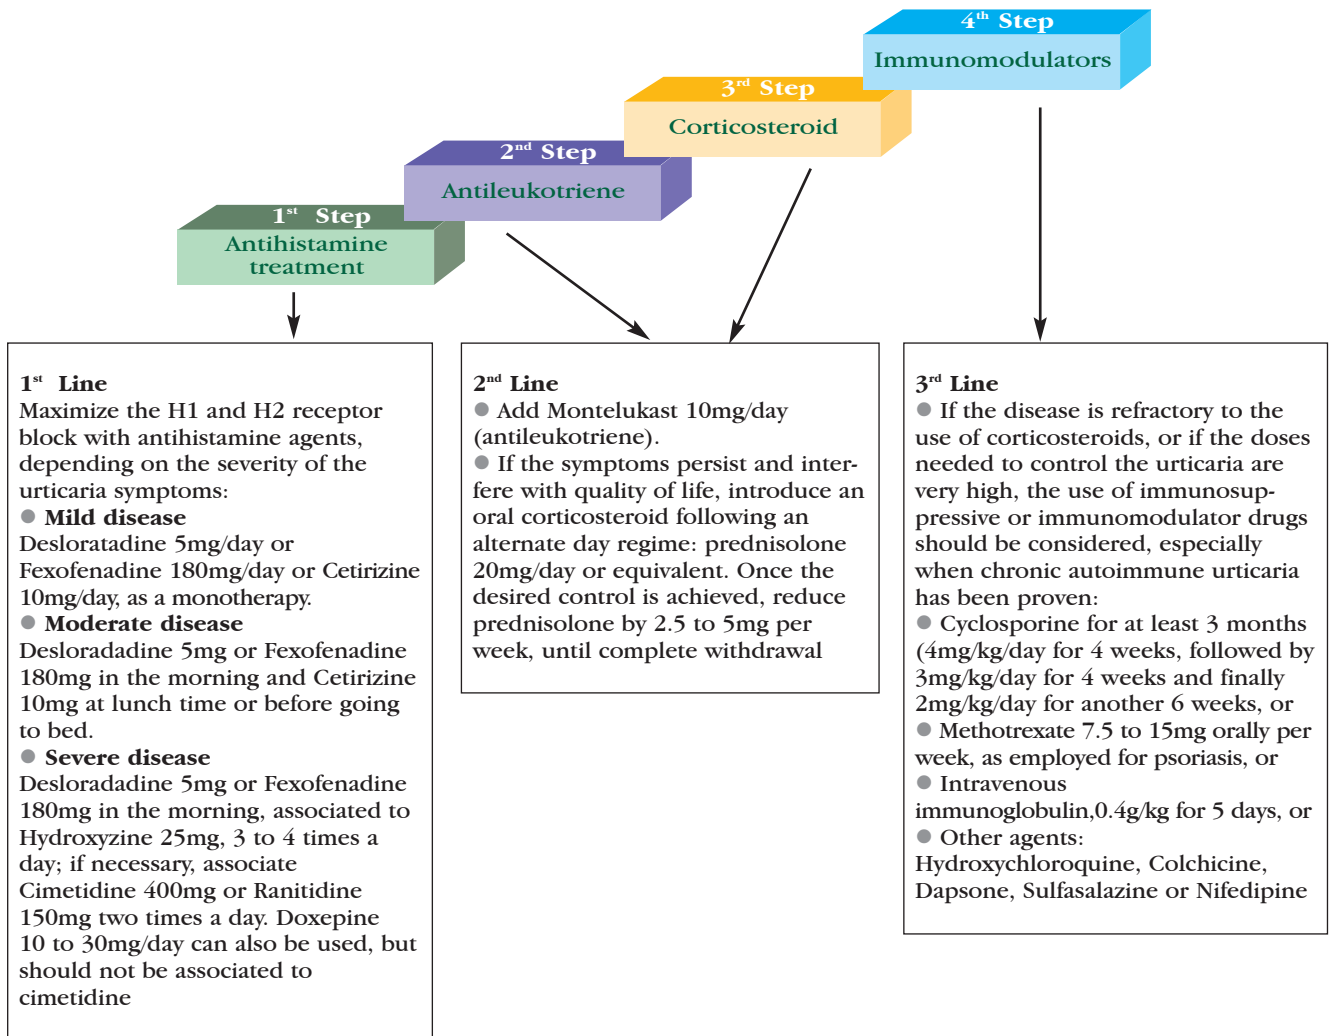 4th Step
Immunomodulators
3rd Step
Corticosteroid
2nd Step
Antileukotriene
1st Step
Antihistamine
treatment
1st Line
Maximize the H1 and H2 receptor
block with antihistamine agents,
depending on the severity of the
urticaria symptoms:
● Mild disease
Desloratadine 5mg/day or
Fexofenadine 180mg/day or Cetirizine
10mg/day, as a monotherapy.
● Moderate disease
Desloradadine 5mg or Fexofenadine
180mg in the morning and Cetirizine
10mg at lunch time or before going
to bed.
● Severe disease
Desloradadine 5mg or Fexofenadine
180mg in the morning, associated to
Hydroxyzine 25mg, 3 to 4 times a
day; if necessary, associate
Cimetidine 400mg or Ranitidine
150mg two times a day. Doxepine
10 to 30mg/day can also be used, but
should not be associated to
cimetidine
2nd Line
● Add Montelukast 10mg/day
(antileukotriene).
● If the symptoms persist and inter-
fere with quality of life, introduce an
oral corticosteroid following an
alternate day regime: prednisolone
20mg/day or equivalent. Once the
desired control is achieved, reduce
prednisolone by 2.5 to 5mg per
week, until complete withdrawal
3rd Line
● If the disease is refractory to the
use of corticosteroids, or if the doses
needed to control the urticaria are
very high, the use of immunosup-
pressive or immunomodulator drugs
should be considered, especially
when chronic autoimmune urticaria
has been proven:
● Cyclosporine for at least 3 months
(4mg/kg/day for 4 weeks, followed by
3mg/kg/day for 4 weeks and finally
2mg/kg/day for another 6 weeks, or
● Methotrexate 7.5 to 15mg orally per
week, as employed for psoriasis, or
● Intravenous
immunoglobulin,0.4g/kg for 5 days, or
● Other agents:
Hydroxychloroquine, Colchicine,
Dapsone, Sulfasalazine or Nifedipine